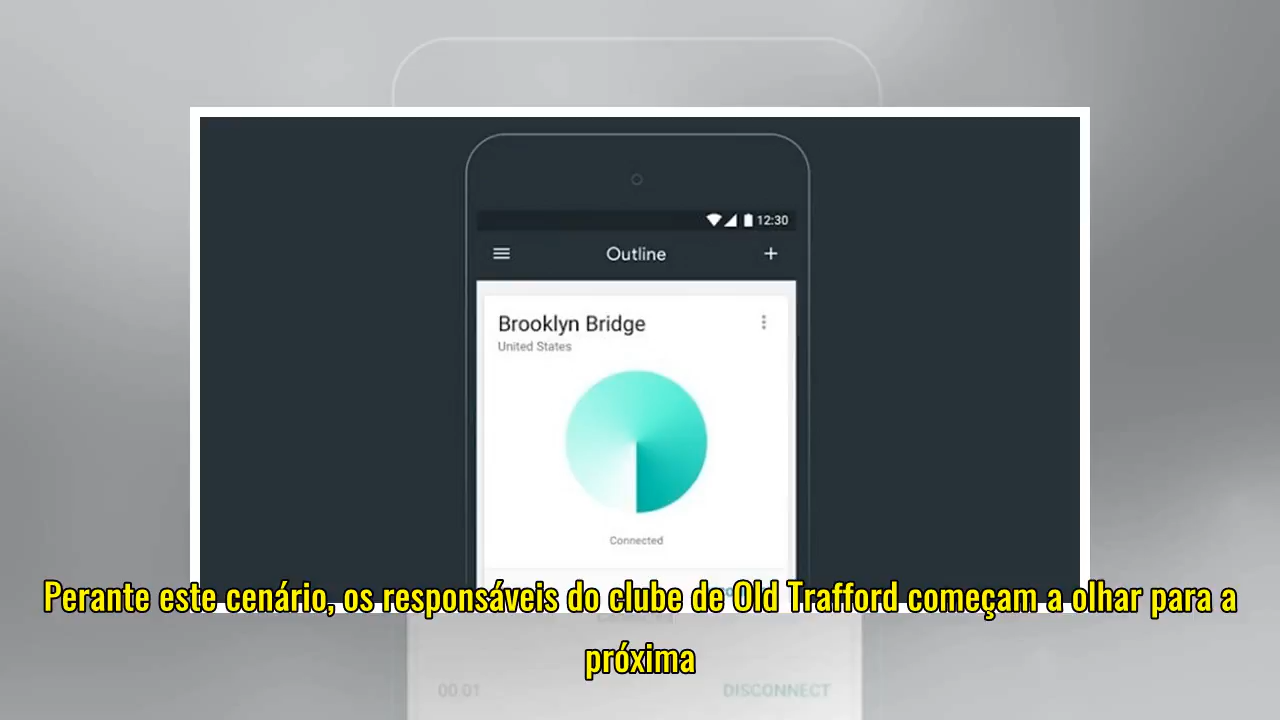 12:30
Outline
Brooklyn Bridge
United States
Connected
Perante este cenário, os responsáveis do clube de Old Trafford começam a olhar para a
próxima
00 01
DISCONNECT